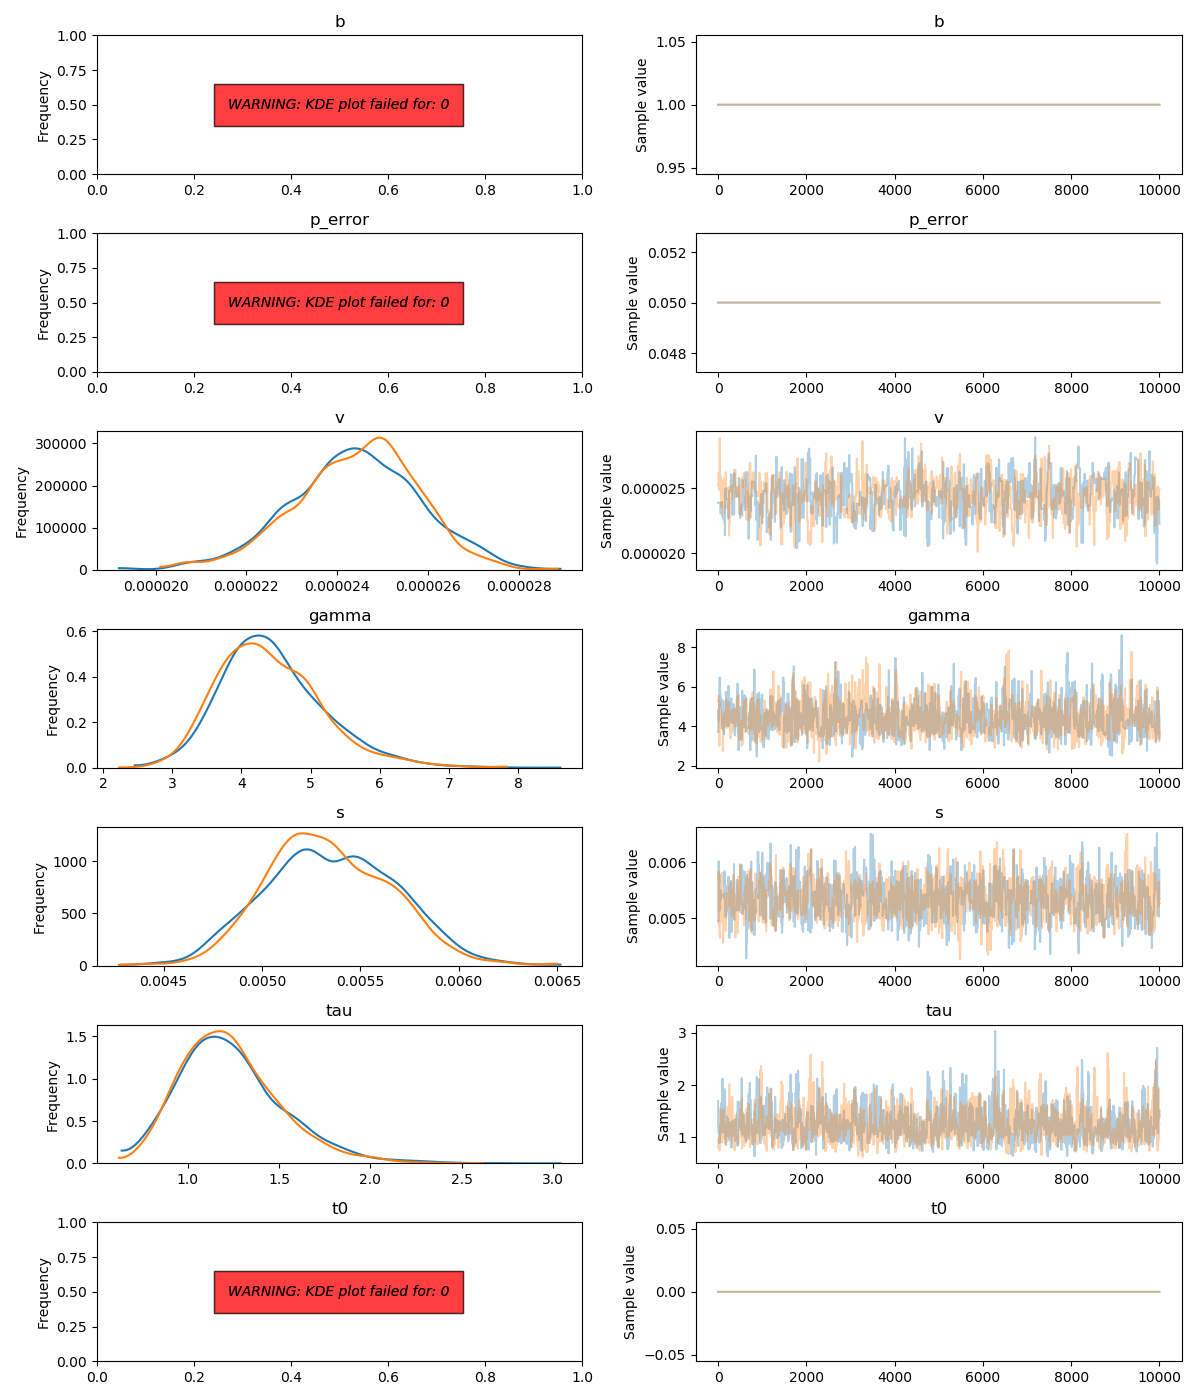 b
1.00
0.75
0.50
0.25
0.00
Frequency
WARNING: KDE plot failed for: 0
0.0 0.2 0.4 0.6 0.8 1.0
b
1.05
1.00
0.95
Sample value
0 2000 4000 6000 8000 10000
p_error
1.00
0.75
0.50
0.25
0.00
Frequency
WARNING: KDE plot failed for: 0
0.0 0.2 0.4 0.6 0.8 1.0
p_error
0.052
0.050
0.048
Sample value
0 2000 4000 6000 8000 10000
v
300000
200000
100000
0
Frequency
0.000020 0.000022 0.000024 0.000026 0.000028
v
0.000025
0.000020
Sample value
0 2000 4000 6000 8000 10000
gamma
0.6
0.4
0.2
0.0
Frequency
2 3 4 5 6 7 8
gamma
8
6
4
2
Sample value
0 2000 4000 6000 8000 10000
s
1000
500
0
Frequency
0.0045 0.0050 0.0055 0.0060 0.0065
s
0.006
0.005
Sample value
0 2000 4000 6000 8000 10000
tau
1.5
1.0
0.5
0.0
Frequency
1.0 1.5 2.0 2.5 3.0
tau
3
2
1
Sample value
0 2000 4000 6000 8000 10000
t0
1.00
0.75
0.50
0.25
0.00
Frequency
WARNING: KDE plot failed for: 0
0.0 0.2 0.4 0.6 0.8 1.0
t0
0.05
0.00
−0.05
Sample value
0 2000 4000 6000 8000 10000